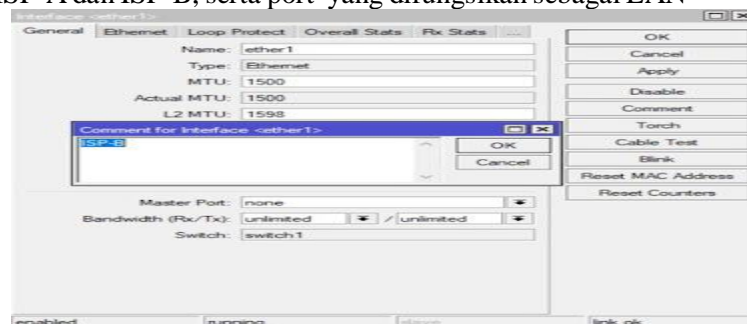 ISP-A dan ISP-B, serta port yang difungsikan sebagai LAN
Interface <ether1>
General Ethernet Loop Protect Overall Stats Rx Stats ...
OK
Name: ether1
Cancel
Type: Ethernet
Apply
MTU: 1500
Disable
Actual MTU: 1500
Comment
L2 MTU: 1598
Torch
Comment for Interface <ether1>
Cable Test
ISP-B
OK
Blink
Cancel
Reset MAC Address
Reset Counters
Master Port: none
Bandwidth (Rx/Tx): unlimited / unlimited
Switch: switch1
enabled running slave link ok